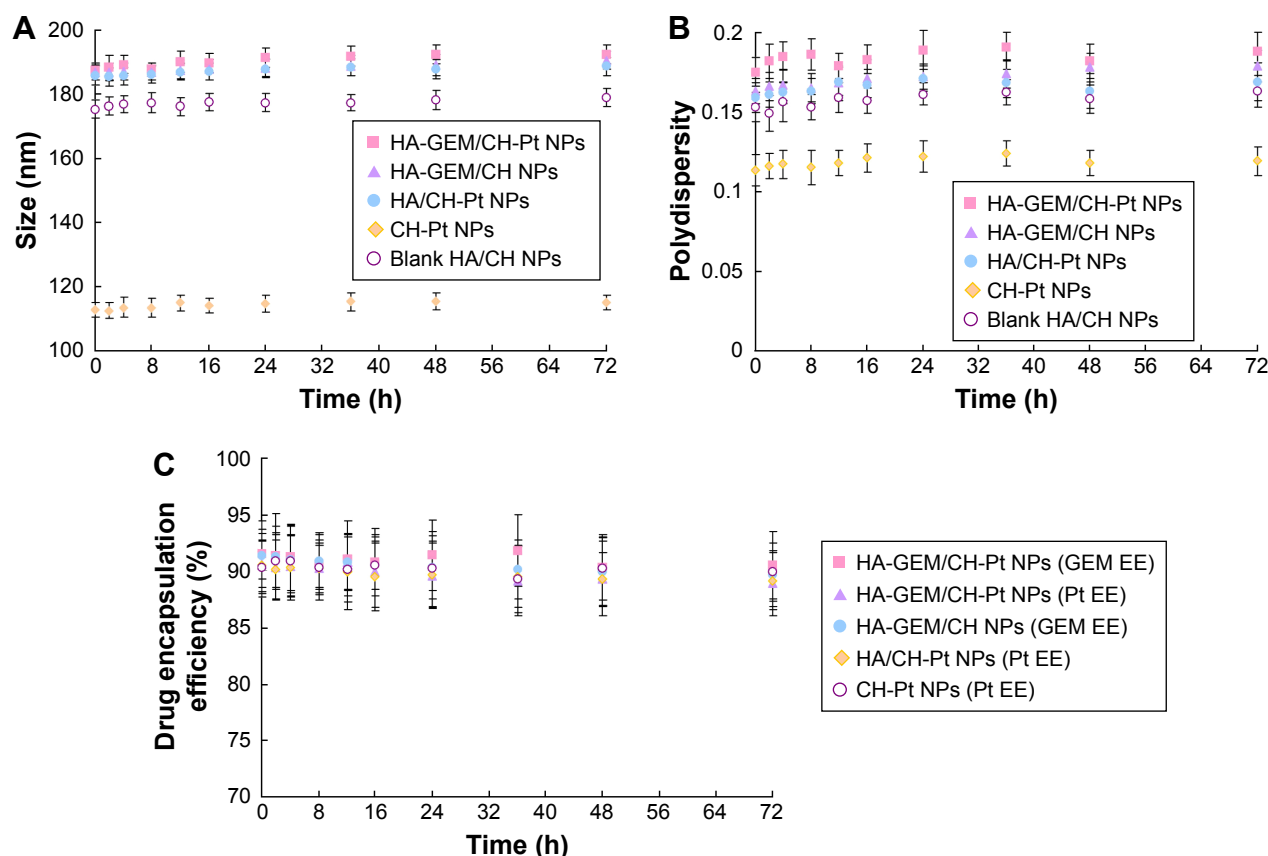 A
Size (nm)
200
180
160
140
120
100
0 8 16 24 32 40 48 56 64 72
Time (h)
HA-GEM/CH-Pt NPs
HA-GEM/CH NPs
HA/CH-Pt NPs
CH-Pt NPs
Blank HA/CH NPs
B
Polydispersity
0.2
0.15
0.1
0.05
0
0 8 16 24 32 40 48 56 64 72
Time (h)
HA-GEM/CH-Pt NPs
HA-GEM/CH NPs
HA/CH-Pt NPs
CH-Pt NPs
Blank HA/CH NPs
C
Drug encapsulation
efficiency (%)
100
95
90
85
80
75
70
0 8 16 24 32 40 48 56 64 72
Time (h)
HA-GEM/CH-Pt NPs (GEM EE)
HA-GEM/CH-Pt NPs (Pt EE)
HA-GEM/CH NPs (GEM EE)
HA/CH-Pt NPs (Pt EE)
CH-Pt NPs (Pt EE)